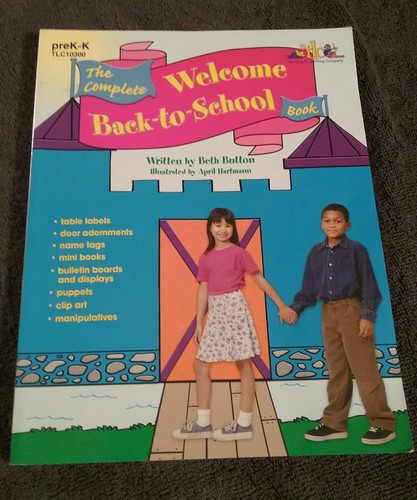 preK-K
TLC10300
The
Complete
Welcome
Back-to-School
Book
Written by Beth Button
Illustrated by April Hartmann
• table labels
• door adornments
• name tags
• mini books
• bulletin boards
and displays
• puppets
• clip art
• manipulatives